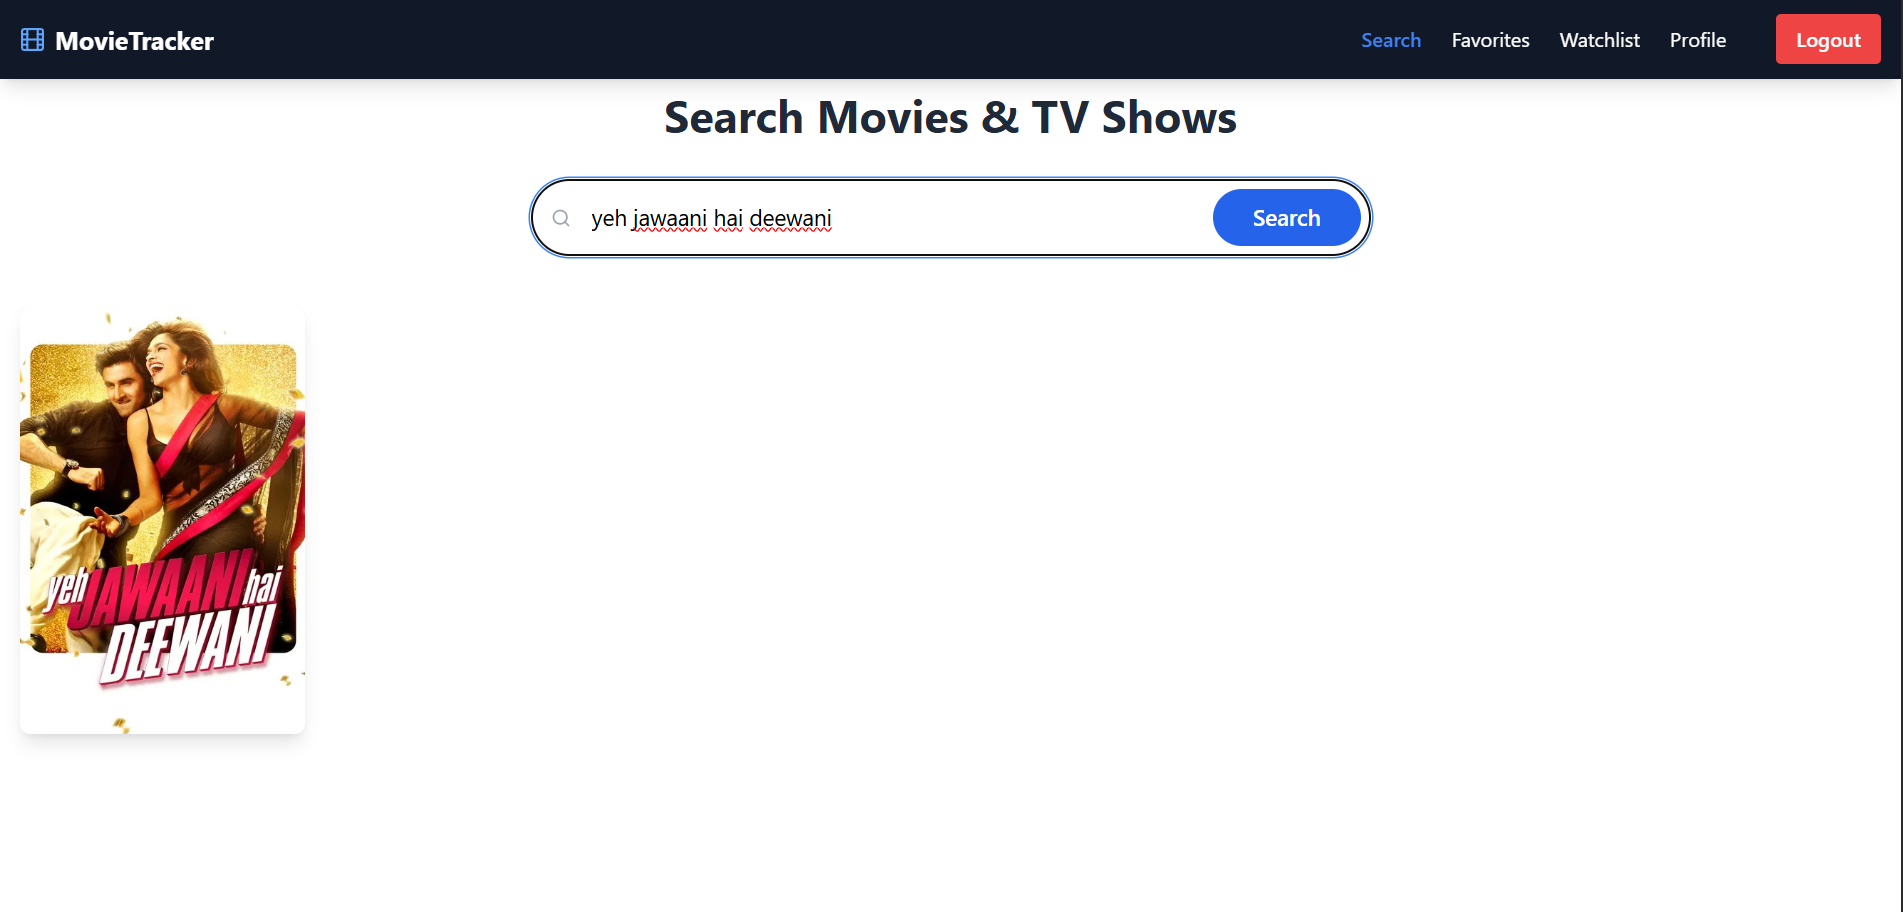 MovieTracker
Search Favorites Watchlist Profile Logout
Search Movies & TV Shows
yeh jawaani hai deewani Search
yeh JAWAANI hai
DEEWANI